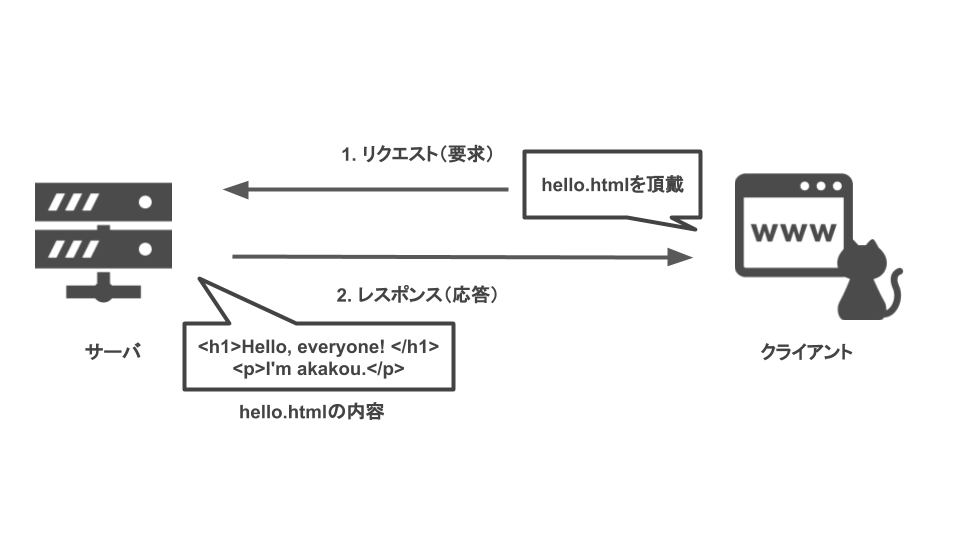 1. リクエスト（要求）
hello.htmlを頂戴
WWW
2. レスポンス（応答）
サーバ
<h1>Hello, everyone! </h1>
<p>I'm akakou.</p>
クライアント
hello.htmlの内容